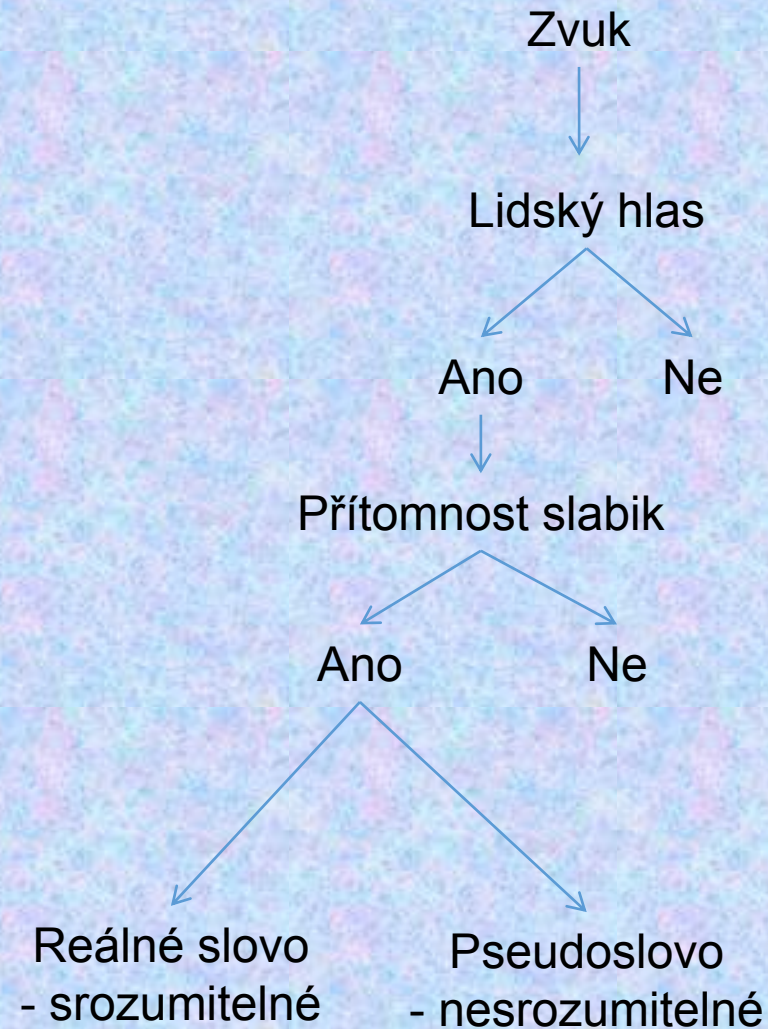 Zvuk
Lidský hlas
Ano Ne
Přítomnost slabik
Ano Ne
Reálné slovo
- srozumitelné
Pseudoslovo
- nesrozumitelné